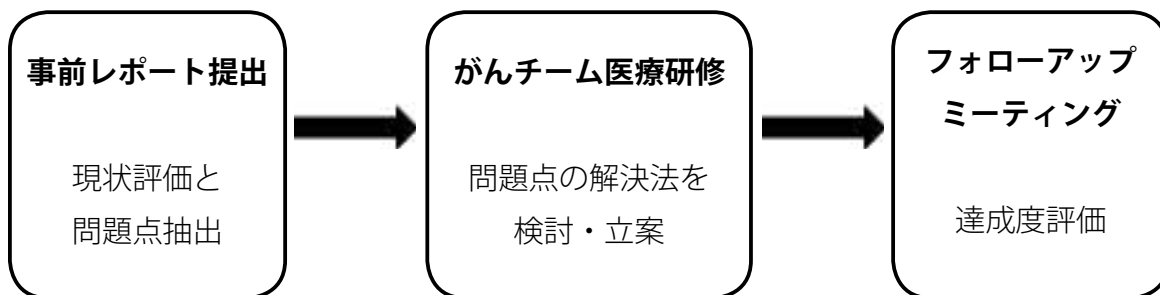 事前レポート提出
現状評価と
問題点抽出
がんチーム医療研修
問題点の解決法を
検討・立案
フォローアップ
ミーティング
達成度評価